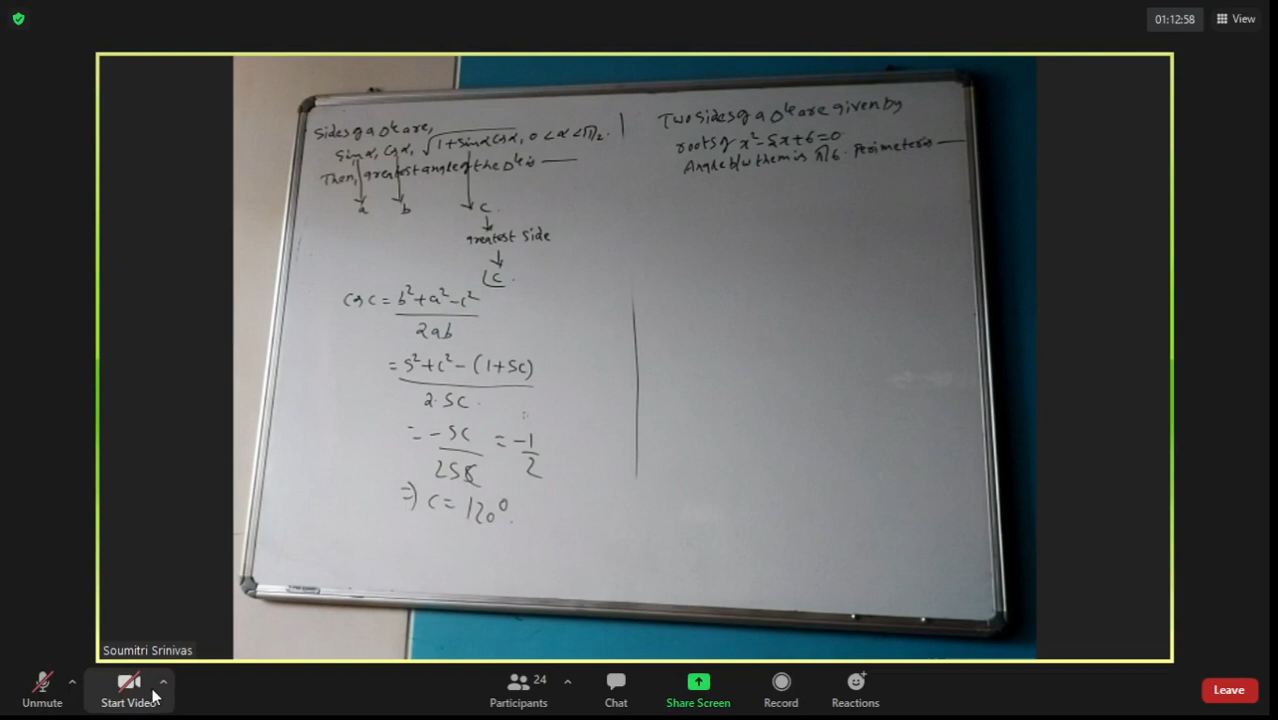 01:12:58
View
Sides of a Δle are,
Sinα, Cosα, √1+SinαCosα, 0 < α < π/2.
Then, greatest angle of the Δle is ——
a b c.
greatest Side
∠C.
Cos C = b²+a²-c² / 2ab
= S²+C² - (1+SC) / 2.SC.
= -SC / 2SC = -1/2
⇒ C = 120°.
Two sides of a Δle are given by
roots of x²-5x+6=0.
Angle b/w them is π/6. Perimeter is ——
Soumitri Srinivas
Unmute
Start Video
24
Participants
Chat
Share Screen
Record
Reactions
Leave